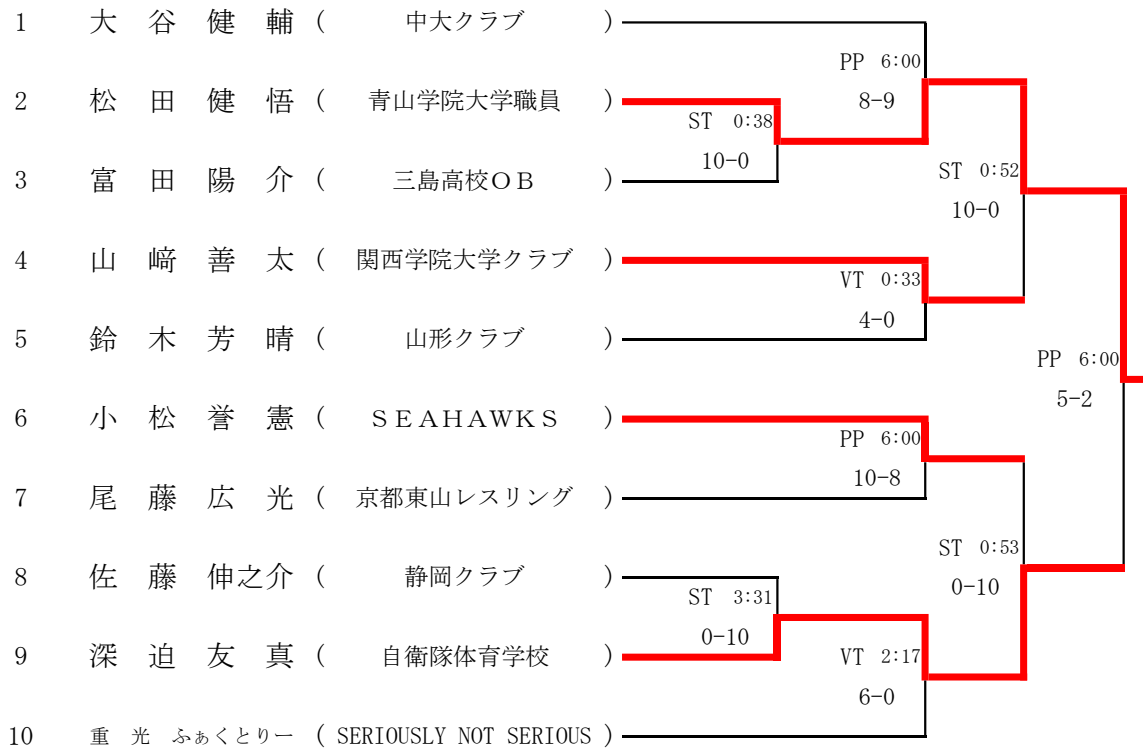 1 大 谷 健 輔 ( 中大クラブ )
PP 6:00
2 松 田 健 悟 ( 青山学院大学職員 )
8-9
ST 0:38
10-0
3 富 田 陽 介 ( 三島高校OB )
ST 0:52
10-0
4 山 﨑 善 太 ( 関西学院大学クラブ )
VT 0:33
4-0
5 鈴 木 芳 晴 ( 山形クラブ )
PP 6:00
5-2
6 小 松 誉 憲 ( SEAHAWKS )
PP 6:00
10-8
7 尾 藤 広 光 ( 京都東山レスリング )
ST 0:53
0-10
8 佐 藤 伸之介 ( 静岡クラブ )
ST 3:31
0-10
9 深 迫 友 真 ( 自衛隊体育学校 )
VT 2:17
6-0
10 重 光 ふぁくとりー ( SERIOUSLY NOT SERIOUS )